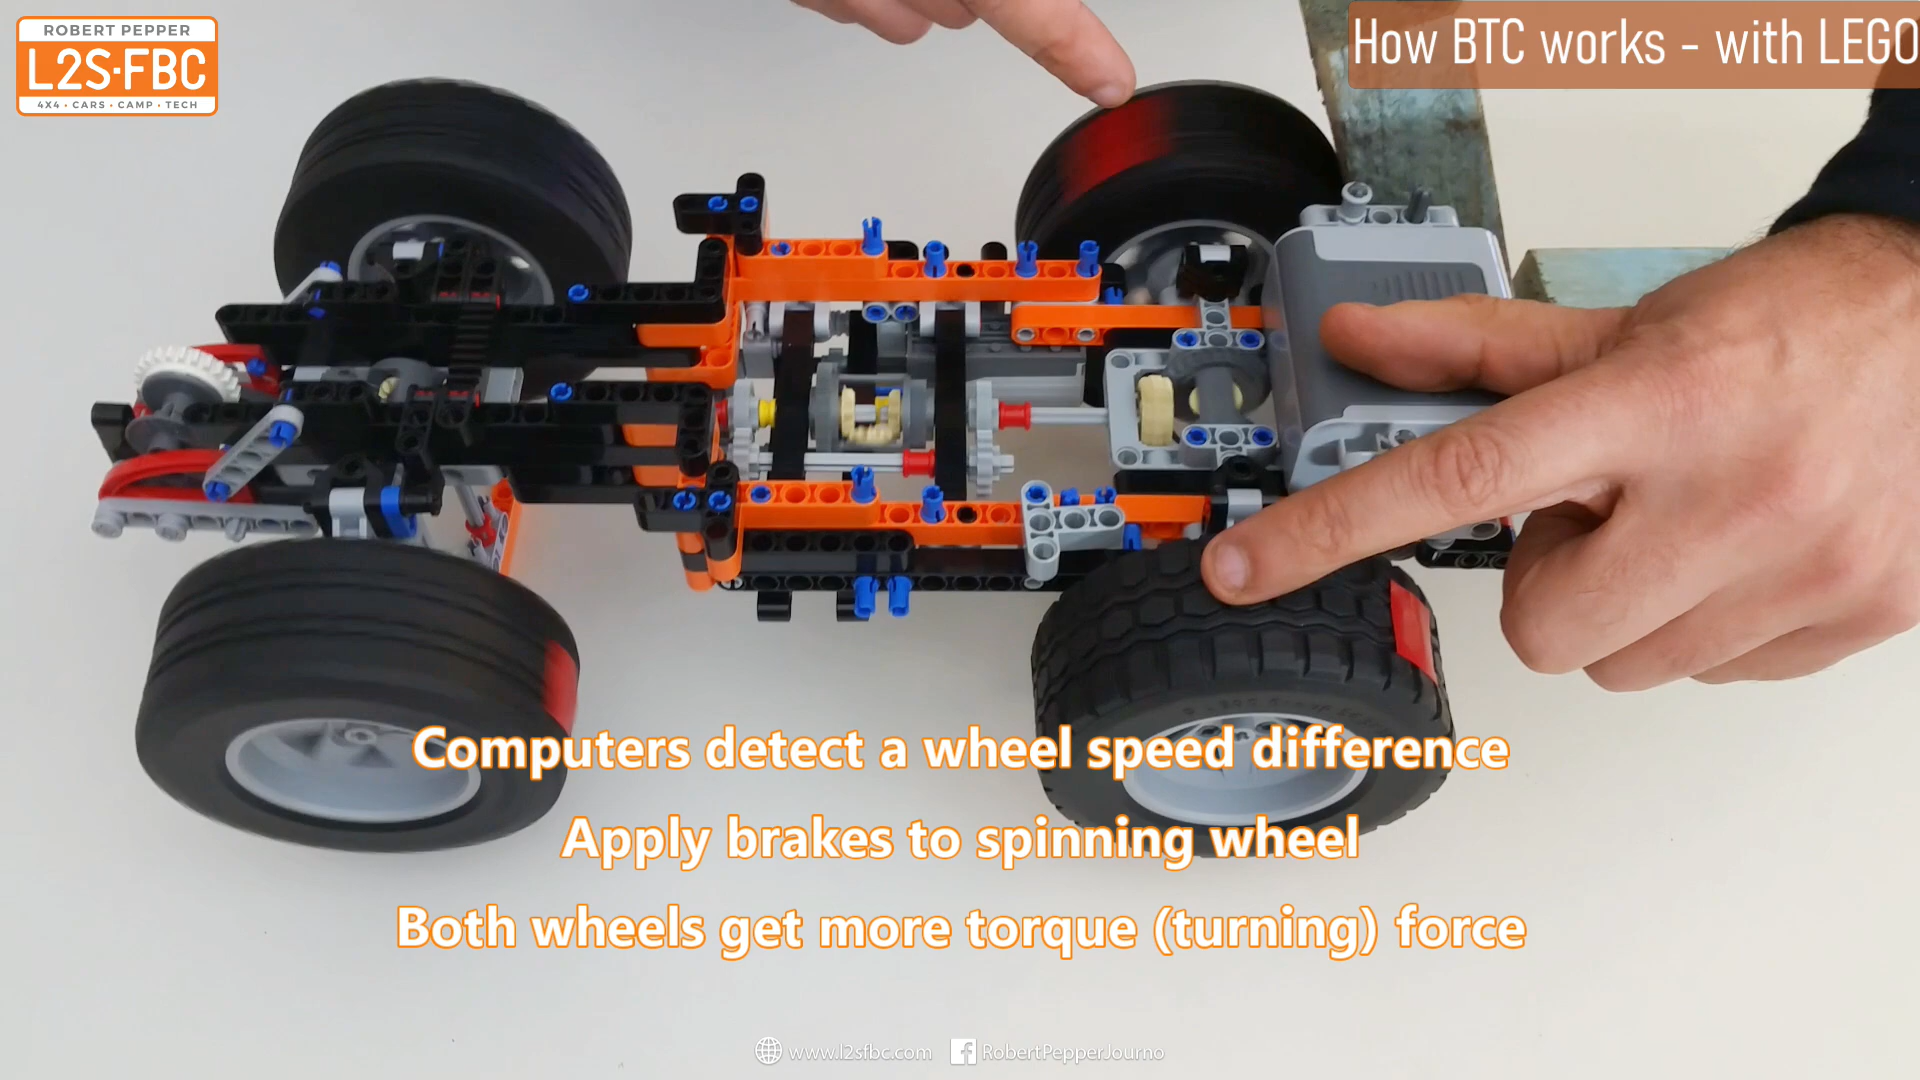 ROBERT PEPPER
L2S·FBC
4X4 · CARS · CAMP · TECH
How BTC works - with LEGO
Computers detect a wheel speed difference
Apply brakes to spinning wheel
Both wheels get more torque (turning) force
www.l2sfbc.com
RobertPepperJourno